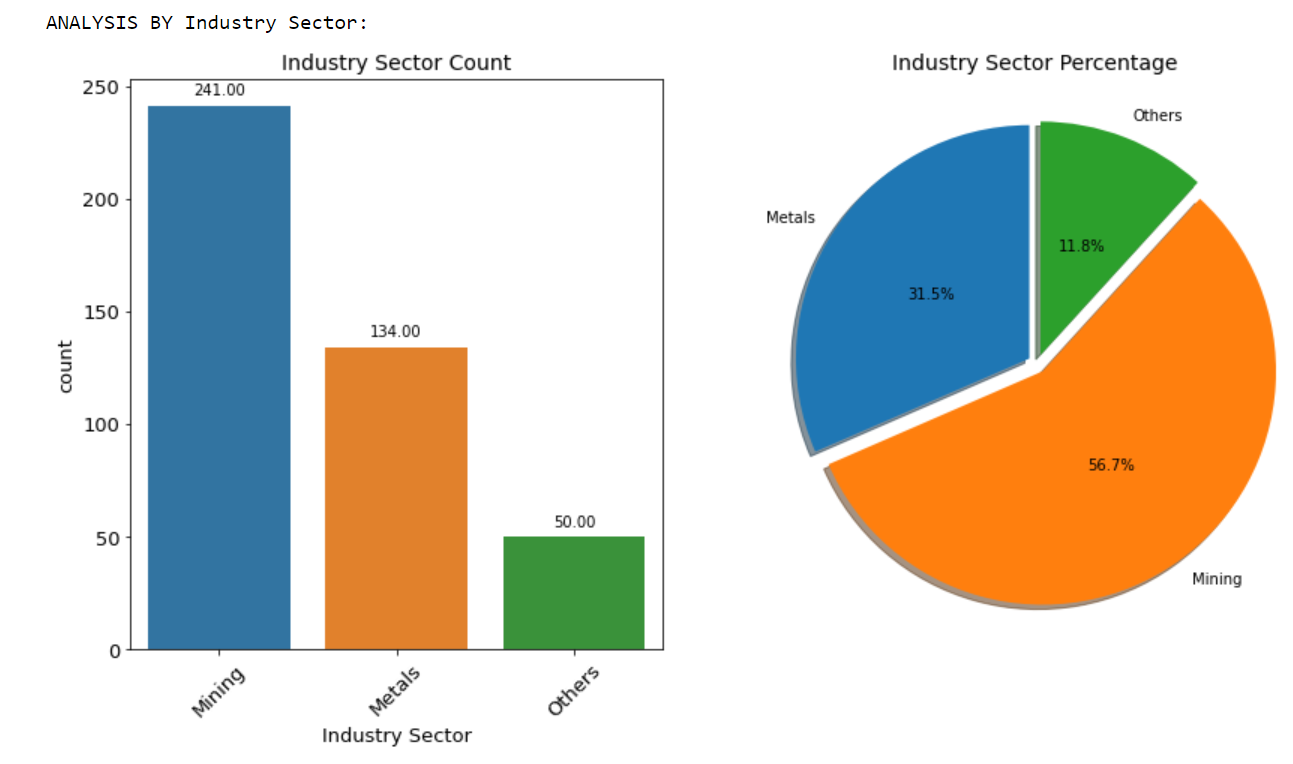 ANALYSIS BY Industry Sector:
Industry Sector Count
250
200
150
100
50
0
count
241.00
134.00
50.00
Mining
Metals
Others
Industry Sector
Industry Sector Percentage
Others
Metals
11.8%
31.5%
56.7%
Mining